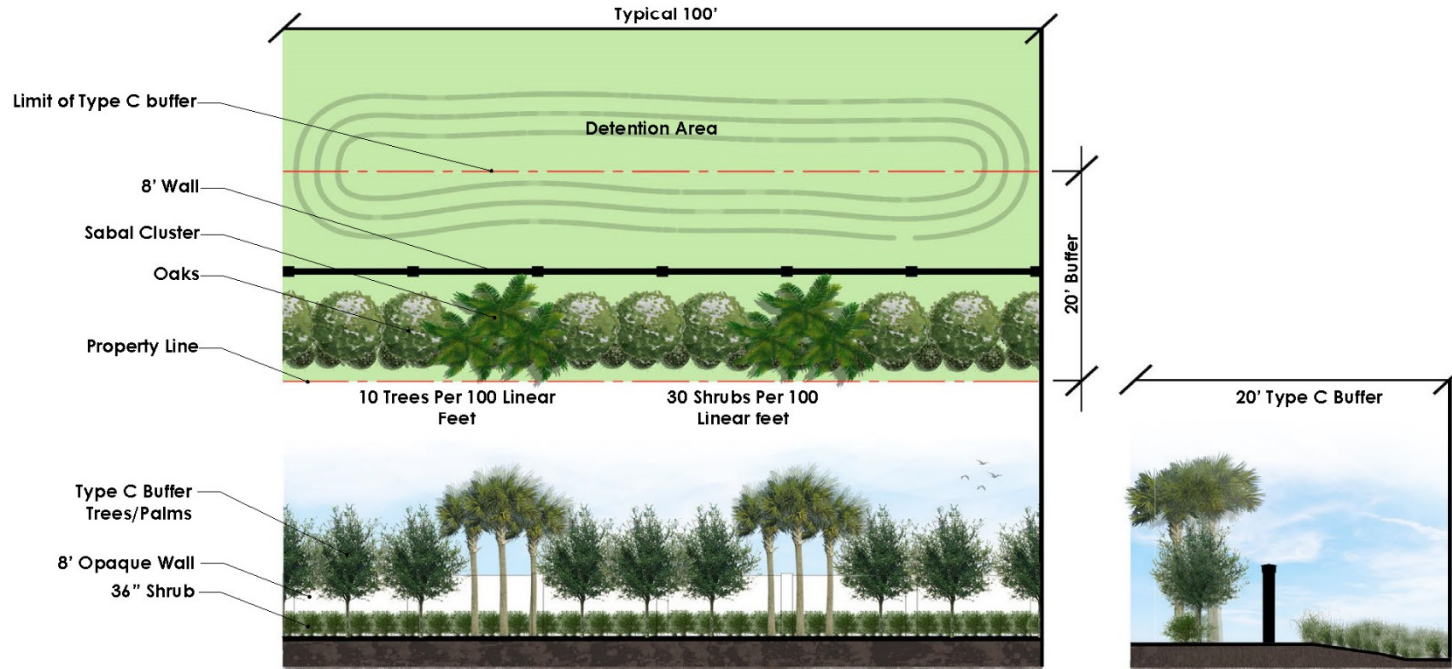 Typical 100'
Limit of Type C buffer
Detention Area
8' Wall
Sabal Cluster
Oaks
20' Buffer
Property Line
10 Trees Per 100 Linear
Feet
30 Shrubs Per 100
Linear feet
20' Type C Buffer
Type C Buffer
Trees/Palms
8' Opaque Wall
36" Shrub